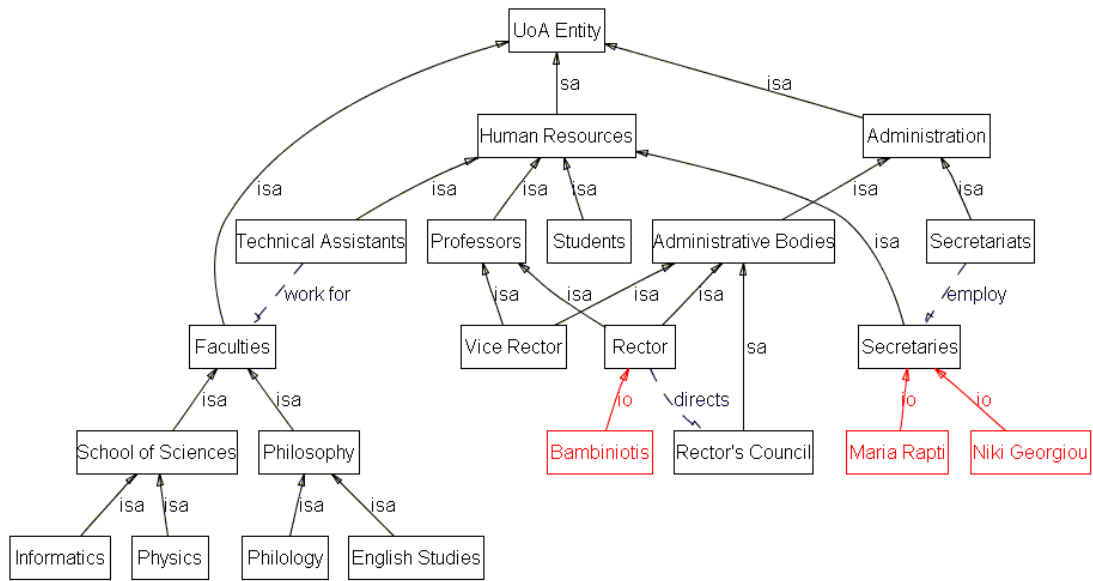 UoA Entity
isa
sa
isa
Human Resources
Administration
isa
isa
isa
isa
isa
isa
isa
Technical Assistants
Professors
Students
Administrative Bodies
Secretariats
work for
isa
isa
isa
isa
employ
Faculties
Vice Rector
Rector
Secretaries
isa
isa
io
directs
sa
io
io
School of Sciences
Philosophy
Bambiniotis
Rector's Council
Maria Rapti
Niki Georgiou
isa
isa
isa
isa
Informatics
Physics
Philology
English Studies